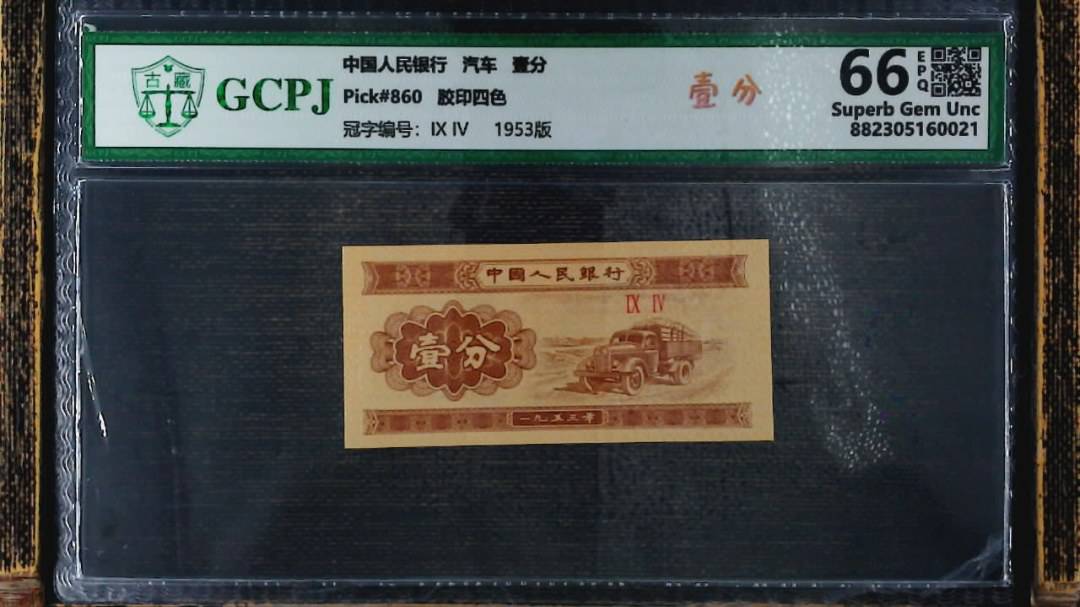 古 藏
GCPJ
中国人民银行 汽车 壹分
Pick#860 胶印四色
冠字编号: IX IV 1953版
壹分
66 EPQ
Superb Gem Unc
882305160021
中國人民銀行
IX IV
壹分
一九五三年